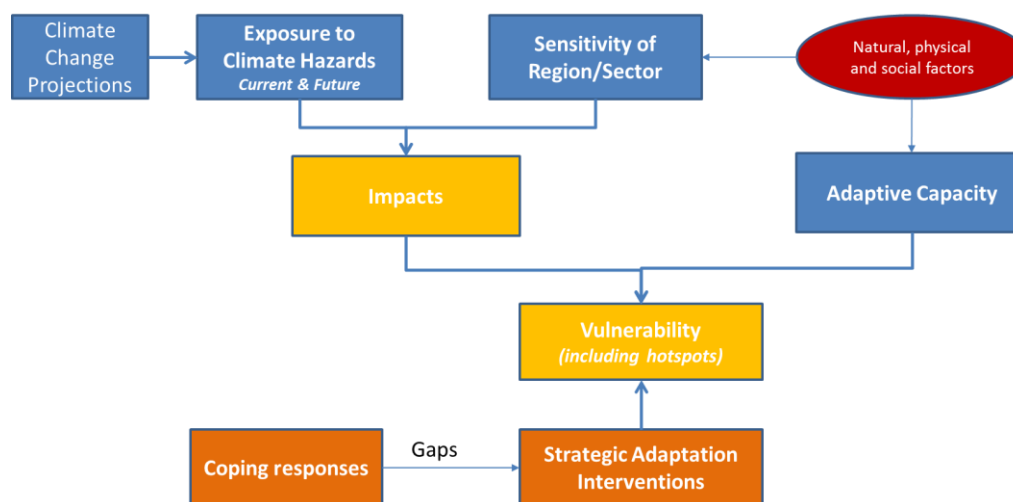 Climate
Change
Projections
Exposure to
Climate Hazards
Current & Future
Sensitivity of
Region/Sector
Natural, physical
and social factors
Impacts
Adaptive Capacity
Vulnerability
(including hotspots)
Coping responses
Gaps
Strategic Adaptation
Interventions